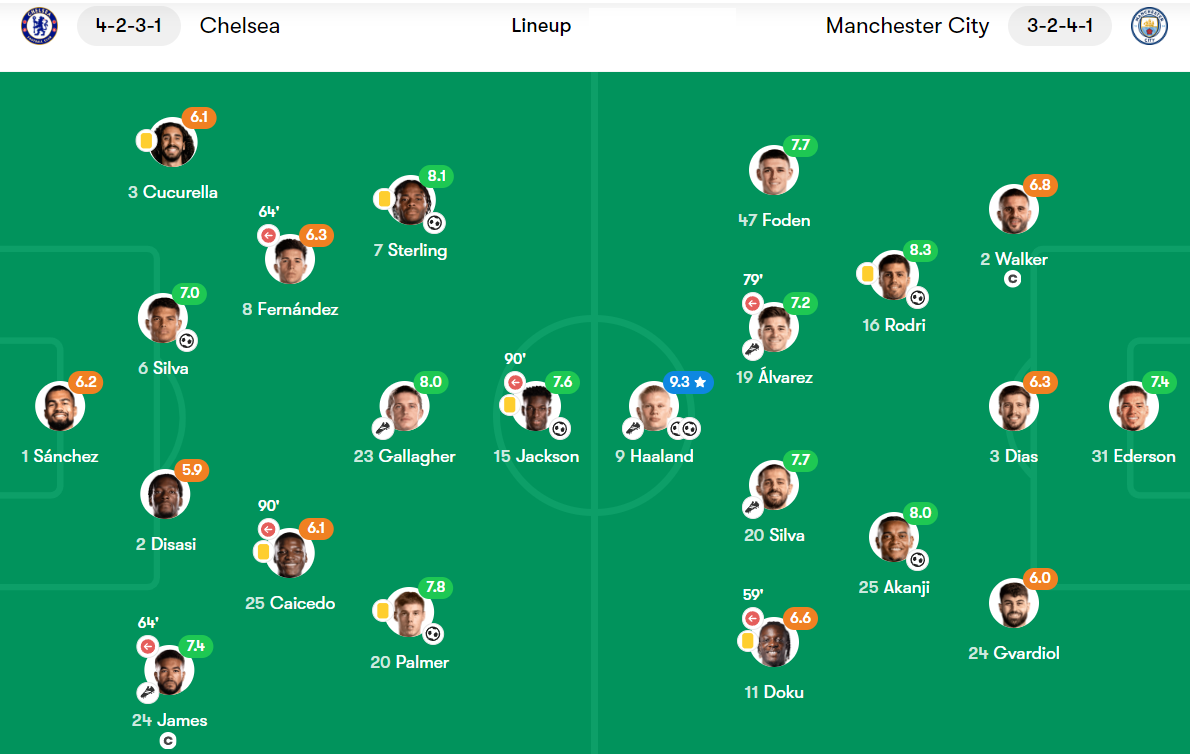 4-2-3-1 Chelsea Lineup Manchester City 3-2-4-1
6.1
3 Cucurella
64'
6.3
8 Fernández
8.1
7 Sterling
7.0
6 Silva
6.2
1 Sánchez
8.0
23 Gallagher
90'
7.6
15 Jackson
5.9
2 Disasi
90'
6.1
25 Caicedo
7.8
20 Palmer
64'
7.4
24 James
C
7.7
47 Foden
6.8
2 Walker
C
8.3
16 Rodri
79'
7.2
19 Álvarez
9.3
9 Haaland
6.3
3 Dias
7.4
31 Ederson
7.7
20 Silva
8.0
25 Akanji
59'
6.6
11 Doku
6.0
24 Gvardiol